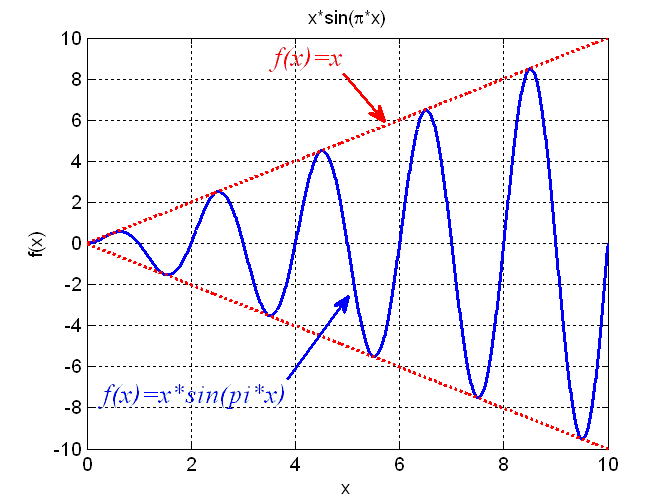 x*sin(π*x)
f(x)=x
f(x)=x*sin(pi*x)
f(x)
10
8
6
4
2
0
-2
-4
-6
-8
-10
0 2 4 6 8 10
x